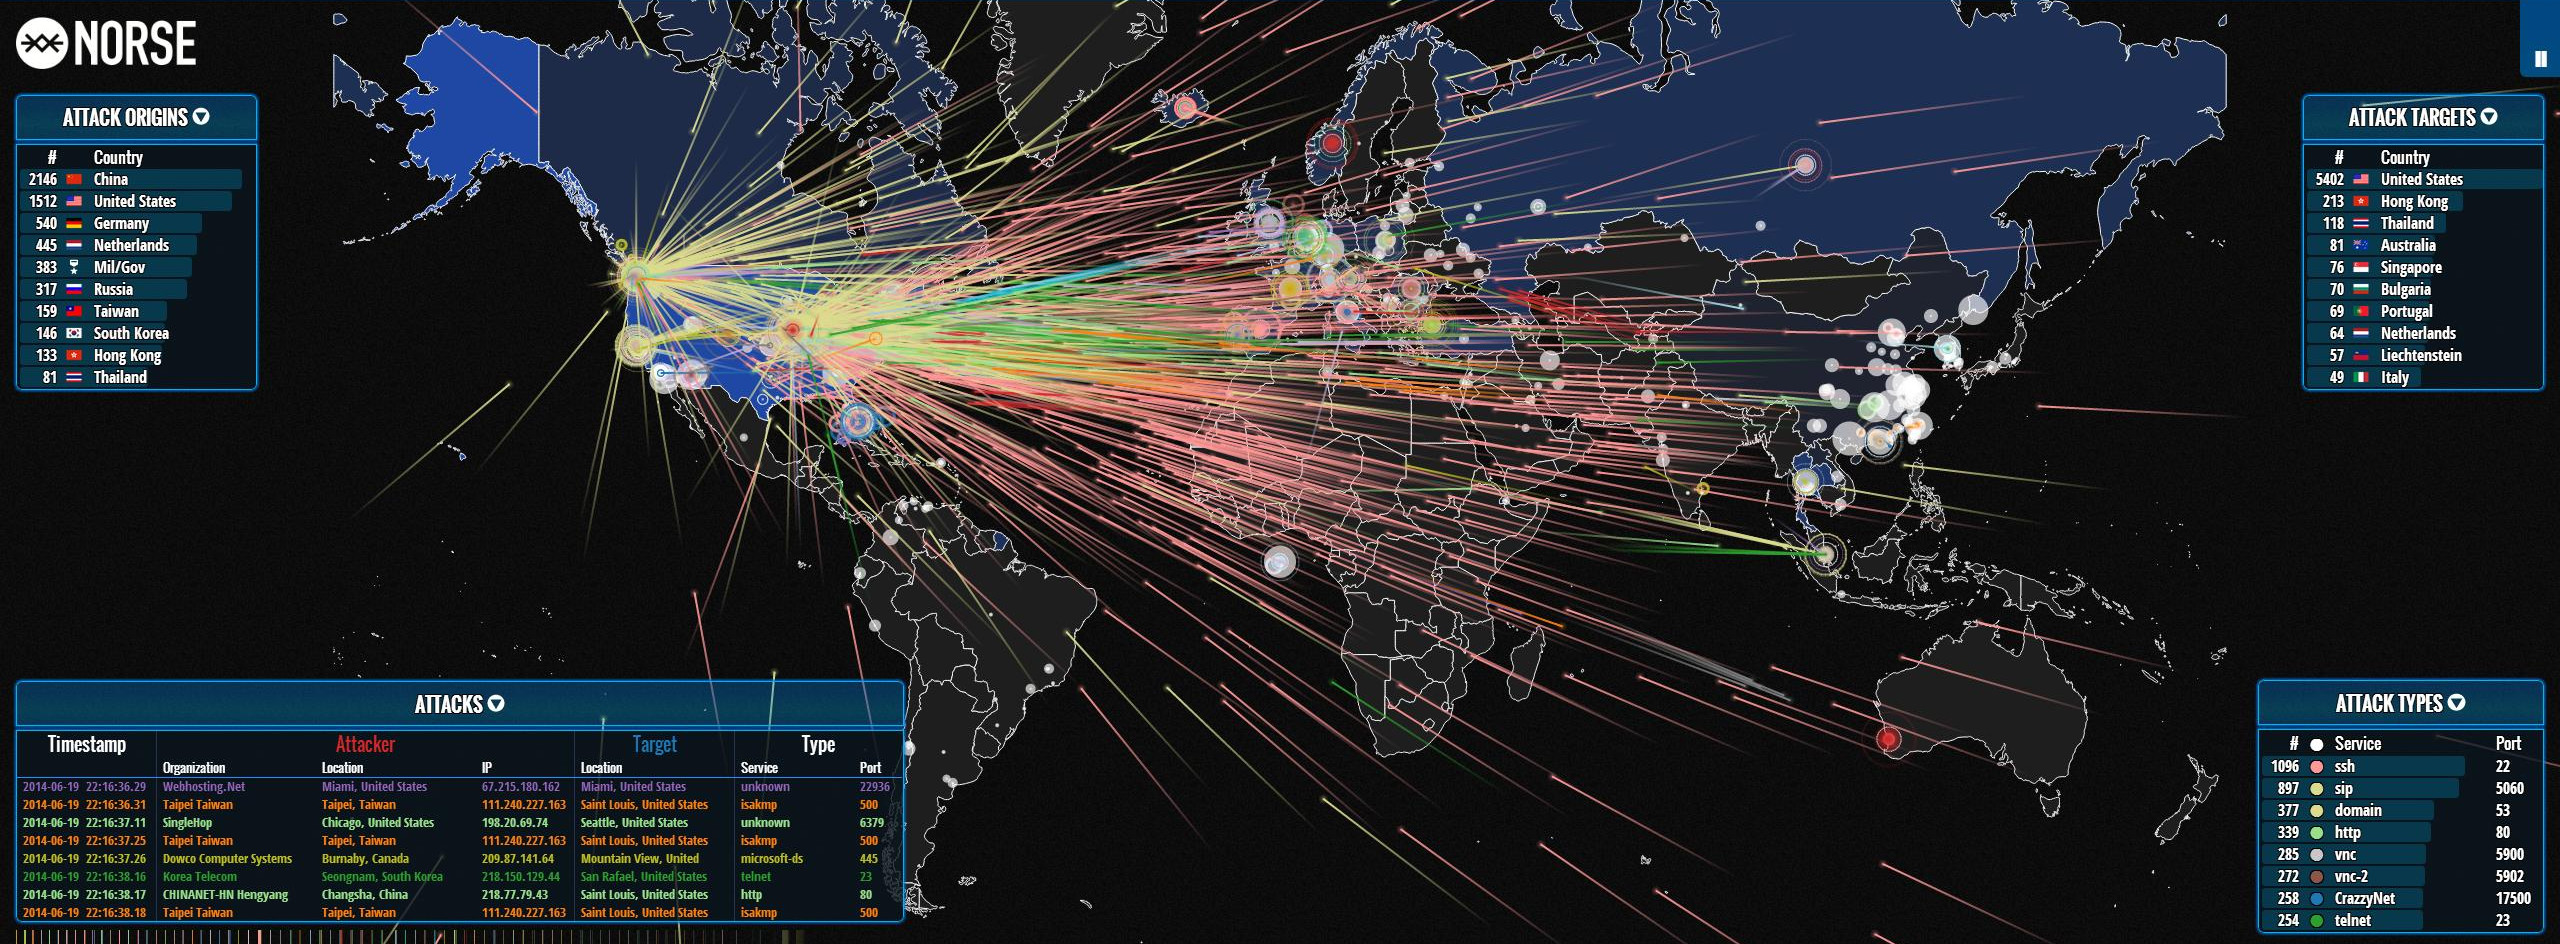 NORSE
ATTACK ORIGINS
# Country
2146 China
1512 United States
540 Germany
445 Netherlands
383 Mil/Gov
317 Russia
159 Taiwan
146 South Korea
133 Hong Kong
81 Thailand
ATTACK TARGETS
# Country
5402 United States
213 Hong Kong
118 Thailand
81 Australia
76 Singapore
70 Bulgaria
69 Portugal
64 Netherlands
57 Liechtenstein
49 Italy
ATTACKS
Timestamp Attacker Target Type
Organization Location IP Location Service Port
2014-06-19 22:16:36.29 Webhosting.Net Miami, United States 67.215.180.162 Miami, United States unknown 22936
2014-06-19 22:16:36.31 Taipei Taiwan Taipei, Taiwan 111.240.227.163 Saint Louis, United States isakmp 500
2014-06-19 22:16:37.11 SingleHop Chicago, United States 198.20.69.74 Seattle, United States unknown 6379
2014-06-19 22:16:37.25 Taipei Taiwan Taipei, Taiwan 111.240.227.163 Saint Louis, United States isakmp 500
2014-06-19 22:16:37.26 Dowco Computer Systems Burnaby, Canada 209.87.141.64 Mountain View, United microsoft-ds 445
2014-06-19 22:16:38.16 Korea Telecom Seongnam, South Korea 218.150.129.44 San Rafael, United States telnet 23
2014-06-19 22:16:38.17 CHINANET-HN Hengyang Changsha, China 218.77.79.43 Saint Louis, United States http 80
2014-06-19 22:16:38.18 Taipei Taiwan Taipei, Taiwan 111.240.227.163 Saint Louis, United States isakmp 500
ATTACK TYPES
# Service Port
1096 ssh 22
897 sip 5060
377 domain 53
339 http 80
285 vnc 5900
272 vnc-2 5902
258 CrazzyNet 17500
254 telnet 23